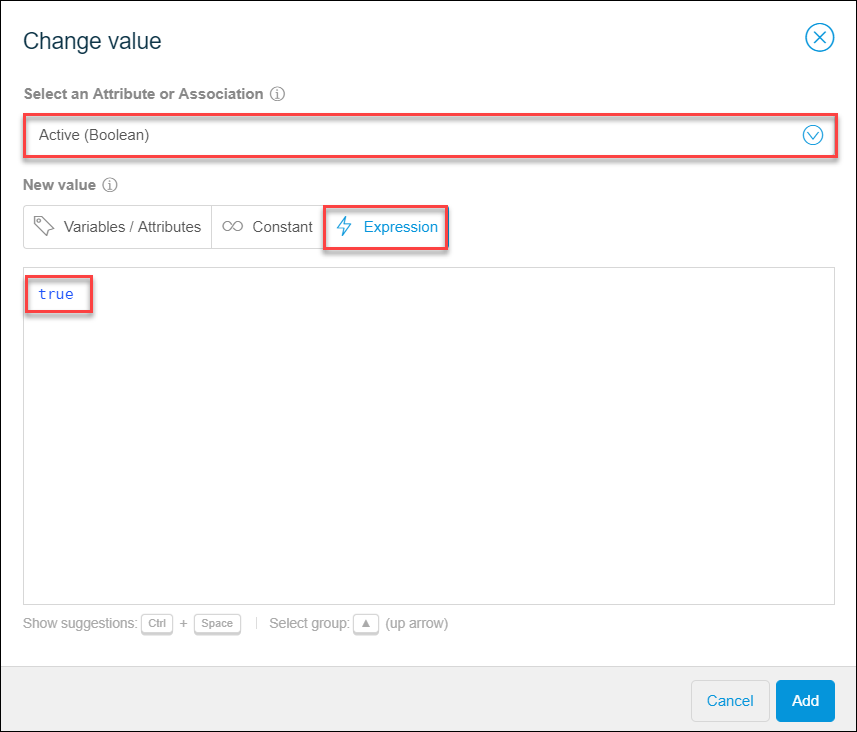 Change value
Select an Attribute or Association
Active (Boolean)
New value
Variables / Attributes Constant Expression
true
Show suggestions: Ctrl + Space | Select group: ▲ (up arrow)
Cancel Add